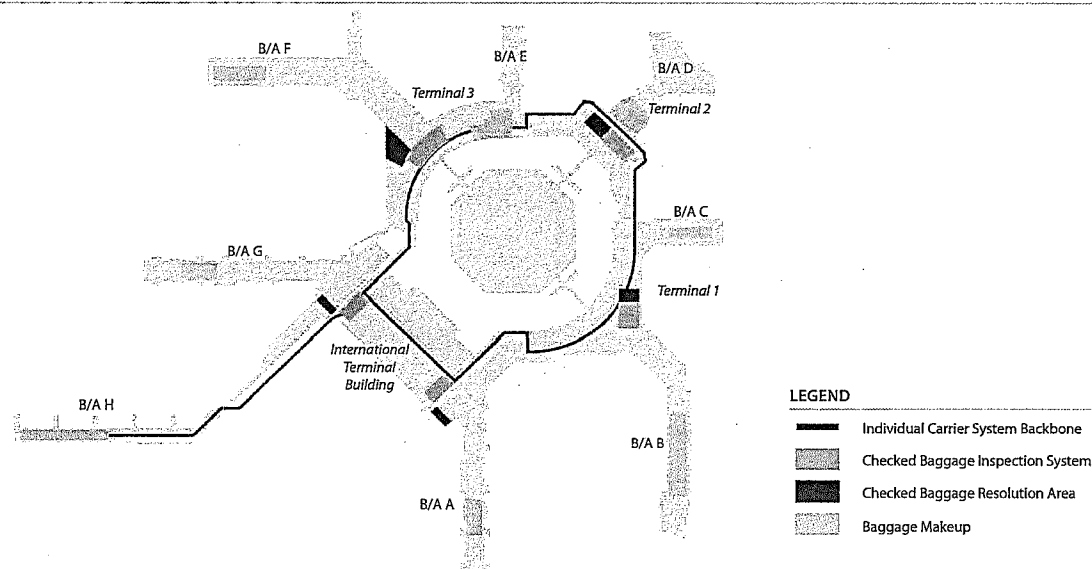 B/A F
B/A E
B/A D
Terminal 3
Terminal 2
B/A C
B/A G
Terminal 1
International
Terminal
Building
B/A H
B/A B
B/A A
LEGEND
Individual Carrier System Backbone
Checked Baggage Inspection System
Checked Baggage Resolution Area
Baggage Makeup